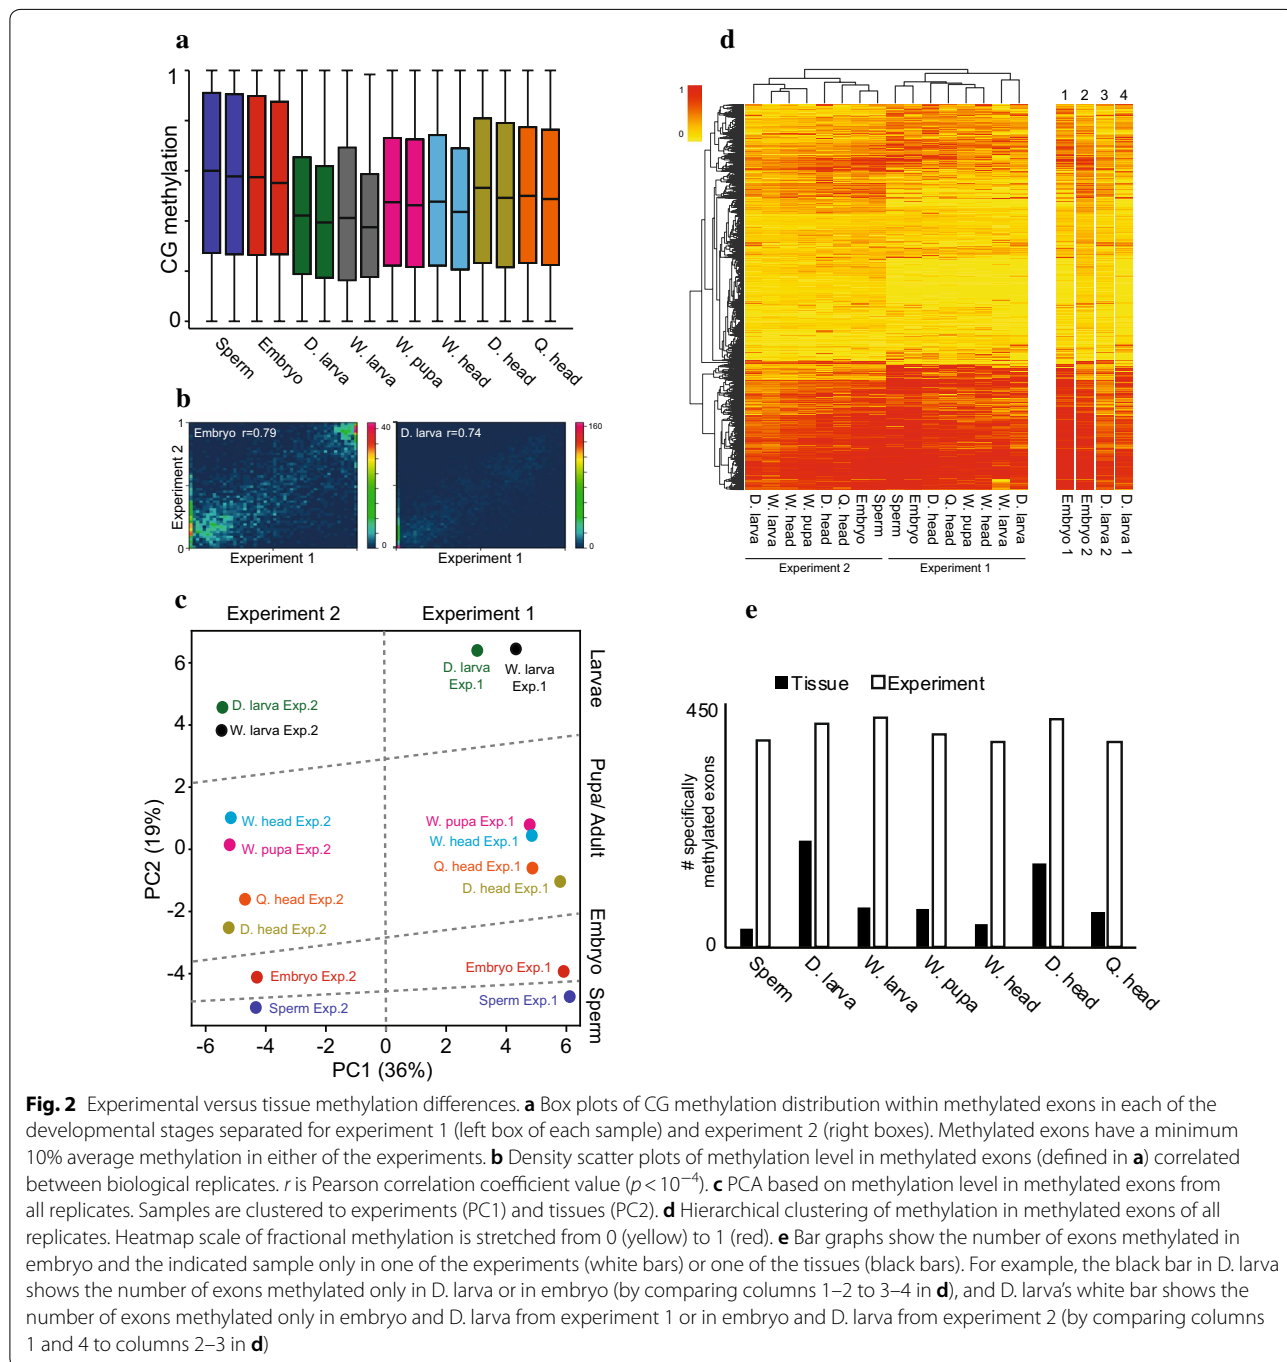 a
1
CG methylation
0
Sperm
Embryo
D. larva
W. larva
W. pupa
W. head
D. head
Q. head
b
1
Experiment 2
0
Embryo r=0.79
40
0
Experiment 1
D. larva r=0.74
160
0
Experiment 1
c
Experiment 2
Experiment 1
6
4
2
0
-2
-4
PC2 (19%)
D. larva
Exp.1
W. larva
Exp.1
D. larva Exp.2
W. larva Exp.2
W. head Exp.2
W. pupa Exp.2
W. pupa Exp.1
W. head Exp.1
Q. head Exp.1
D. head Exp.1
Q. head Exp.2
D. head Exp.2
Embryo Exp.2
Embryo Exp.1
Sperm Exp.2
Sperm Exp.1
Larvae
Pupa/ Adult
Embryo
Sperm
-6
-4
-2
0
2
4
6
PC1 (36%)
d
1
0
1
2
3
4
D. larva
W. larva
W. head
W. pupa
D. head
Q. head
Embryo
Sperm
Sperm
Embryo
D. head
Q. head
W. pupa
W. head
W. larva
D. larva
Experiment 2
Experiment 1
Embryo 1
Embryo 2
D. larva 2
D. larva 1
e
Tissue
Experiment
450
0
# specifically
methylated exons
Sperm
D. larva
W. larva
W. pupa
W. head
D. head
Q. head
Fig. 2 Experimental versus tissue methylation differences. a Box plots of CG methylation distribution within methylated exons in each of the
developmental stages separated for experiment 1 (left box of each sample) and experiment 2 (right boxes). Methylated exons have a minimum
10% average methylation in either of the experiments. b Density scatter plots of methylation level in methylated exons (defined in a) correlated
between biological replicates. r is Pearson correlation coefficient value (p < 10⁻⁴). c PCA based on methylation level in methylated exons from
all replicates. Samples are clustered to experiments (PC1) and tissues (PC2). d Hierarchical clustering of methylation in methylated exons of all
replicates. Heatmap scale of fractional methylation is stretched from 0 (yellow) to 1 (red). e Bar graphs show the number of exons methylated in
embryo and the indicated sample only in one of the experiments (white bars) or one of the tissues (black bars). For example, the black bar in D. larva
shows the number of exons methylated only in D. larva or in embryo (by comparing columns 1–2 to 3–4 in d), and D. larva's white bar shows the
number of exons methylated only in embryo and D. larva from experiment 1 or in embryo and D. larva from experiment 2 (by comparing columns
1 and 4 to columns 2–3 in d)